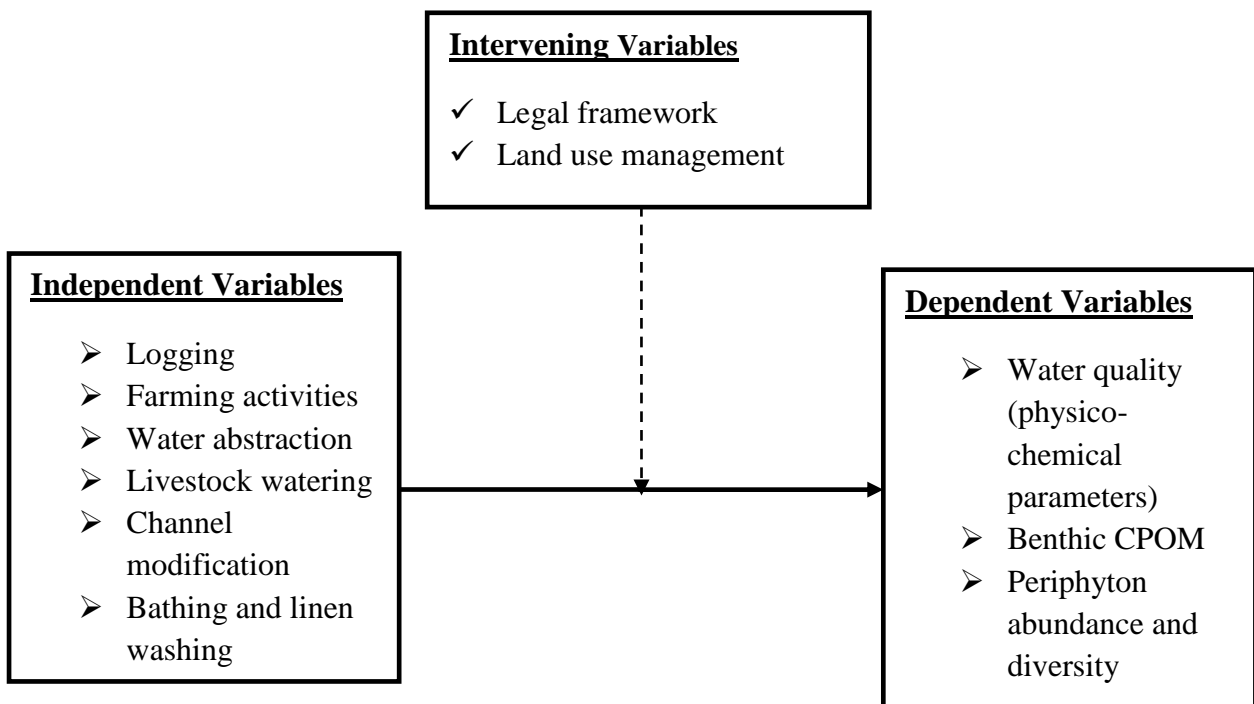 Intervening Variables
✓ Legal framework
✓ Land use management
Independent Variables
➢ Logging
➢ Farming activities
➢ Water abstraction
➢ Livestock watering
➢ Channel
modification
➢ Bathing and linen
washing
Dependent Variables
➢ Water quality
(physico-
chemical
parameters)
➢ Benthic CPOM
➢ Periphyton
abundance and
diversity